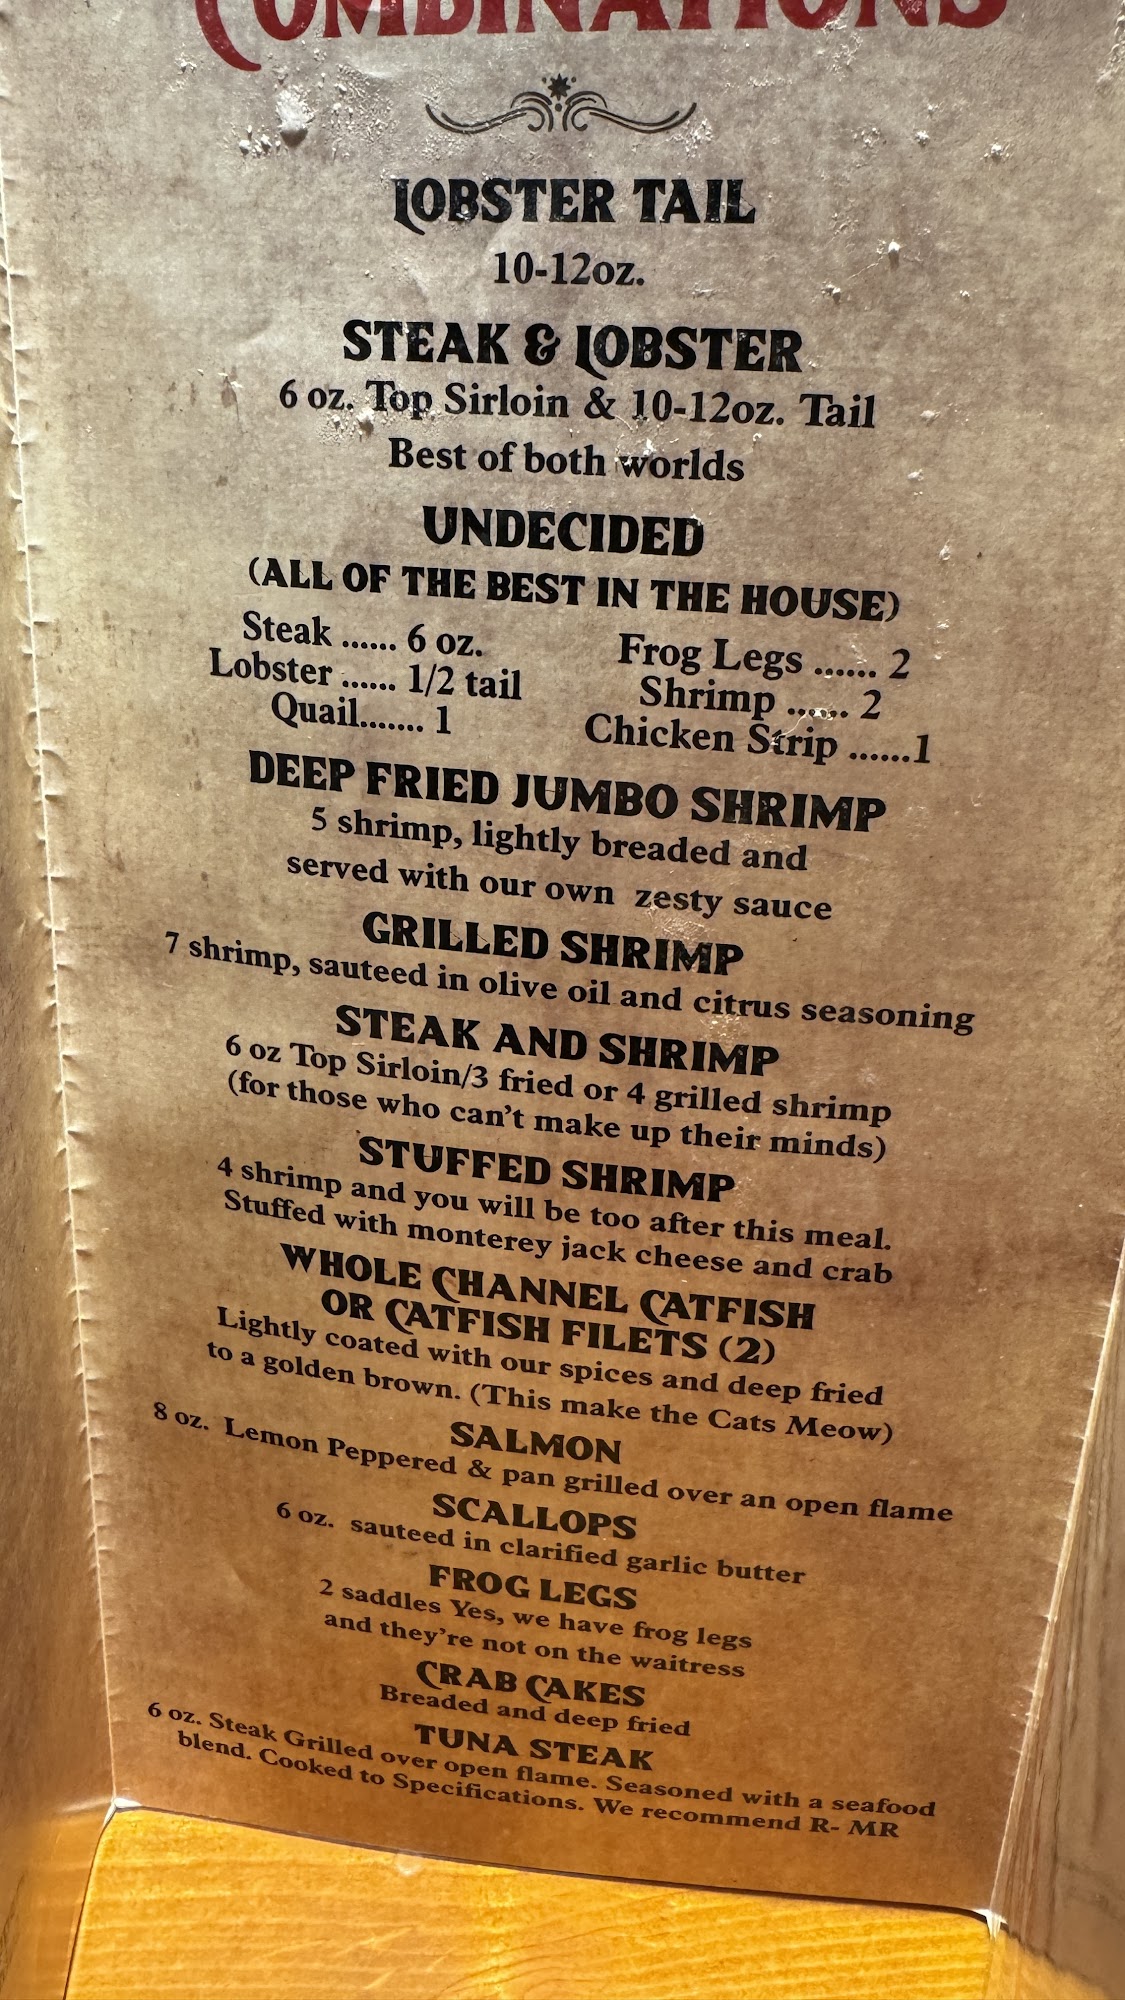 COMBINATIONS
LOBSTER TAIL
10-12oz.
STEAK & LOBSTER
6 oz. Top Sirloin & 10-12oz. Tail
Best of both worlds
UNDECIDED
(ALL OF THE BEST IN THE HOUSE)
Steak ...... 6 oz.
Lobster ...... 1/2 tail
Quail....... 1
Frog Legs ...... 2
Shrimp ...... 2
Chicken Strip ......1
DEEP FRIED JUMBO SHRIMP
5 shrimp, lightly breaded and
served with our own zesty sauce
GRILLED SHRIMP
7 shrimp, sauteed in olive oil and citrus seasoning
STEAK AND SHRIMP
6 oz Top Sirloin/3 fried or 4 grilled shrimp
(for those who can't make up their minds)
STUFFED SHRIMP
4 shrimp and you will be too after this meal.
Stuffed with monterey jack cheese and crab
WHOLE CHANNEL CATFISH
OR CATFISH FILETS (2)
Lightly coated with our spices and deep fried
to a golden brown. (This make the Cats Meow)
SALMON
8 oz. Lemon Peppered & pan grilled over an open flame
SCALLOPS
6 oz. sauteed in clarified garlic butter
FROG LEGS
2 saddles Yes, we have frog legs
and they're not on the waitress
CRAB CAKES
Breaded and deep fried
TUNA STEAK
6 oz. Steak Grilled over open flame. Seasoned with a seafood
blend. Cooked to Specifications. We recommend R- MR